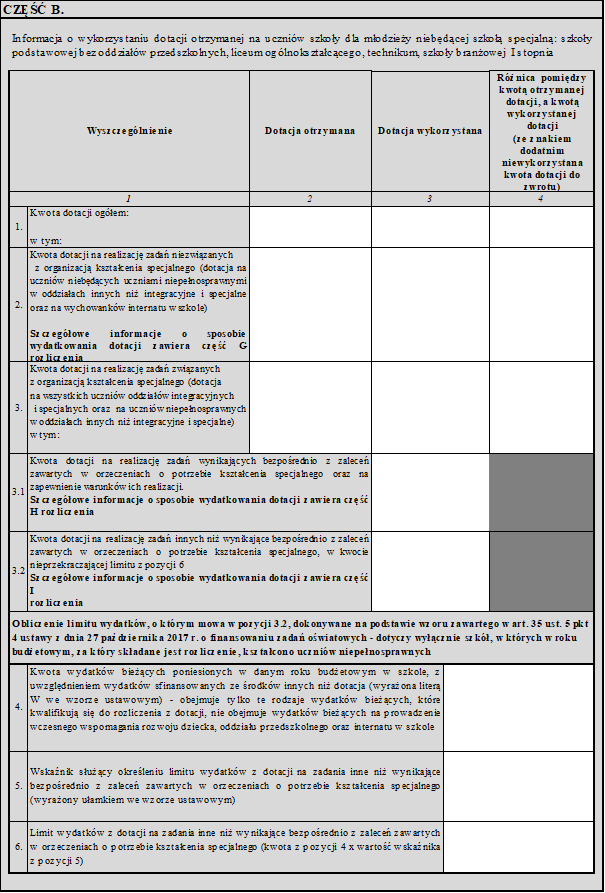 CZĘŚĆ B.
Informacja o wykorzystaniu dotacji otrzymanej na uczniów szkoły dla młodzieży niebędącej szkołą specjalną: szkoły
podstawowej bez oddziałów przedszkolnych, liceum ogólnokształcącego, technikum, szkoły branżowej I stopnia
Wyszczególnienie
Dotacja otrzymana
Dotacja wykorzystana
Różnica pomiędzy
kwotą otrzymanej
dotacji, a kwotą
wykorzystanej
dotacji
(ze znakiem
dodatnim
niewykorzystana
kwota dotacji do
zwrotu)
1
2
3
4
1.
Kwota dotacji ogółem:
w tym:
2.
Kwota dotacji na realizację zadań niezwiązanych
z organizacją kształcenia specjalnego (dotacja na
uczniów niebędących uczniami niepełnosprawnymi
w oddziałach innych niż integracyjne i specjalne
oraz na wychowanków internatu w szkole)
Szczegółowe informacje o sposobie
wydatkowania dotacji zawiera część G
rozliczenia
3.
Kwota dotacji na realizację zadań związanych
z organizacją kształcenia specjalnego (dotacja
na wszystkich uczniów oddziałów integracyjnych
i specjalnych oraz na uczniów niepełnosprawnych
w oddziałach innych niż integracyjne i specjalne)
w tym:
3.1
Kwota dotacji na realizację zadań wynikających bezpośrednio z zaleceń
zawartych w orzeczeniach o potrzebie kształcenia specjalnego oraz na
zapewnienie warunków ich realizacji.
Szczegółowe informacje o sposobie wydatkowania dotacji zawiera część
H rozliczenia
3.2
Kwota dotacji na realizację zadań innych niż wynikające bezpośrednio z zaleceń
zawartych w orzeczeniach o potrzebie kształcenia specjalnego, w kwocie
nieprzekraczającej limitu z pozycji 6
Szczegółowe informacje o sposobie wydatkowania dotacji zawiera część
I
rozliczenia
Obliczenie limitu wydatków, o którym mowa w pozycji 3.2, dokonywane na podstawie wzoru zawartego w art. 35 ust. 5 pkt
4 ustawy z dnia 27 października 2017 r. o finansowaniu zadań oświatowych - dotyczy wyłącznie szkół, w których w roku
budżetowym, za który składane jest rozliczenie, kształcono uczniów niepełnosprawnych
4.
Kwota wydatków bieżących poniesionych w danym roku budżetowym w szkole, z
uwzględnieniem wydatków sfinansowanych ze środków innych niż dotacja (wyrażona literą
W we wzorze ustawowym) - obejmuje tylko te rodzaje wydatków bieżących, które
kwalifikują się do rozliczenia z dotacji, nie obejmuje wydatków bieżących na prowadzenie
wczesnego wspomagania rozwoju dziecka, oddziału przedszkolnego oraz internatu w szkole
5.
Wskaźnik służący określeniu limitu wydatków z dotacji na zadania inne niż wynikające
bezpośrednio z zaleceń zawartych w orzeczeniach o potrzebie kształcenia specjalnego
(wyrażony ułamkiem we wzorze ustawowym)
6.
Limit wydatków z dotacji na zadania inne niż wynikające bezpośrednio z zaleceń zawartych
w orzeczeniach o potrzebie kształcenia specjalnego (kwota z pozycji 4 x wartość wskaźnika
z pozycji 5)